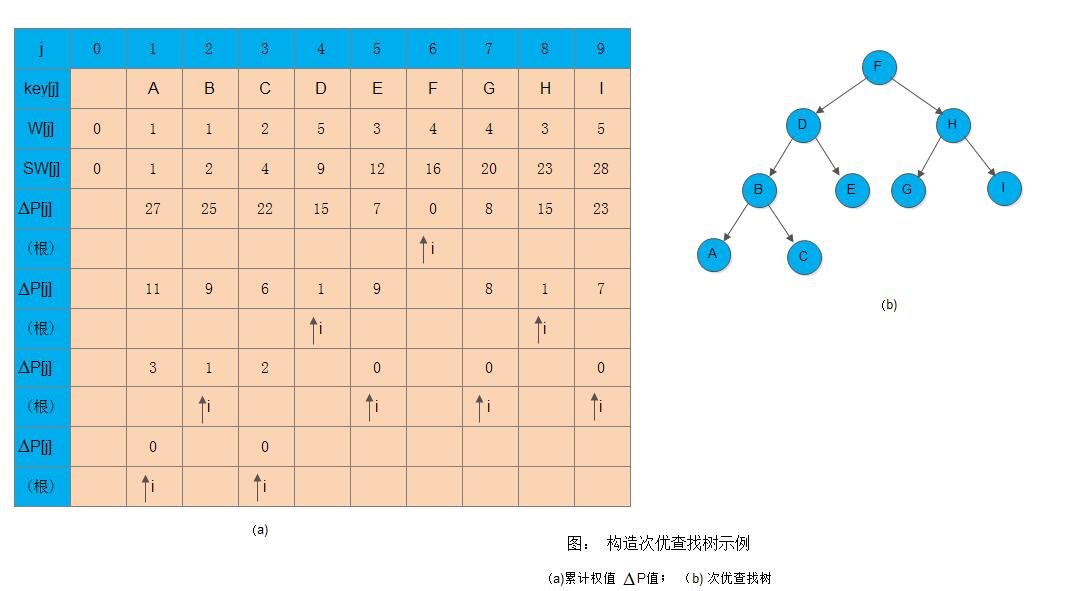 j 0 1 2 3 4 5 6 7 8 9
key[j] A B C D E F G H I
W[j] 0 1 1 2 5 3 4 4 3 5
SW[j] 0 1 2 4 9 12 16 20 23 28
ΔP[j] 27 25 22 15 7 0 8 15 23
（根） i
ΔP[j] 11 9 6 1 9 8 1 7
（根） i i
ΔP[j] 3 1 2 0 0 0
（根） i i i i
ΔP[j] 0 0
（根） i i
(a)
F
D H
B E G I
A C
(b)
图： 构造次优查找树示例
(a)累计权值 ΔP值； （b) 次优查找树